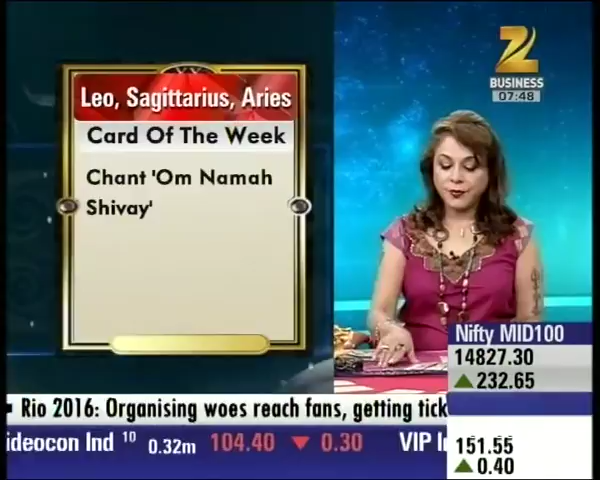 Leo, Sagittarius, Aries
Card Of The Week
Chant 'Om Namah
Shivay'
Z
BUSINESS
07:48
Nifty MID100
14827.30
232.65
Rio 2016: Organising woes reach fans, getting tick
ideocon Ind 10 0.32m 104.40 0.30 VIP I
151.55
0.40